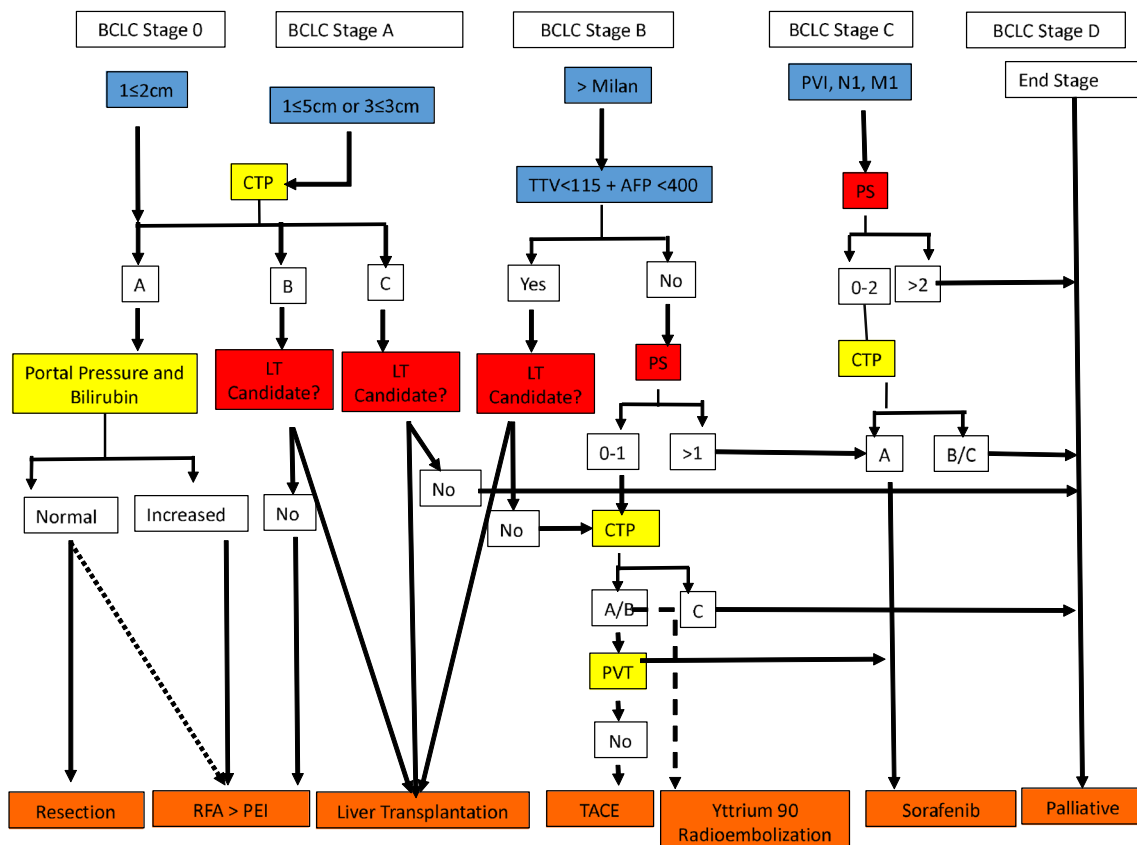 BCLC Stage 0
BCLC Stage A
BCLC Stage B
BCLC Stage C
BCLC Stage D
1≤2cm
1≤5cm or 3≤3cm
> Milan
PVI, N1, M1
End Stage
CTP
TTV<115 + AFP <400
PS
A
B
C
Yes
No
0-2
>2
Portal Pressure and
Bilirubin
LT
Candidate?
LT
Candidate?
LT
Candidate?
PS
CTP
0-1
>1
A
B/C
No
Normal
Increased
No
No
CTP
A/B
C
PVT
No
Resection
RFA > PEI
Liver Transplantation
TACE
Yttrium 90
Radioembolization
Sorafenib
Palliative